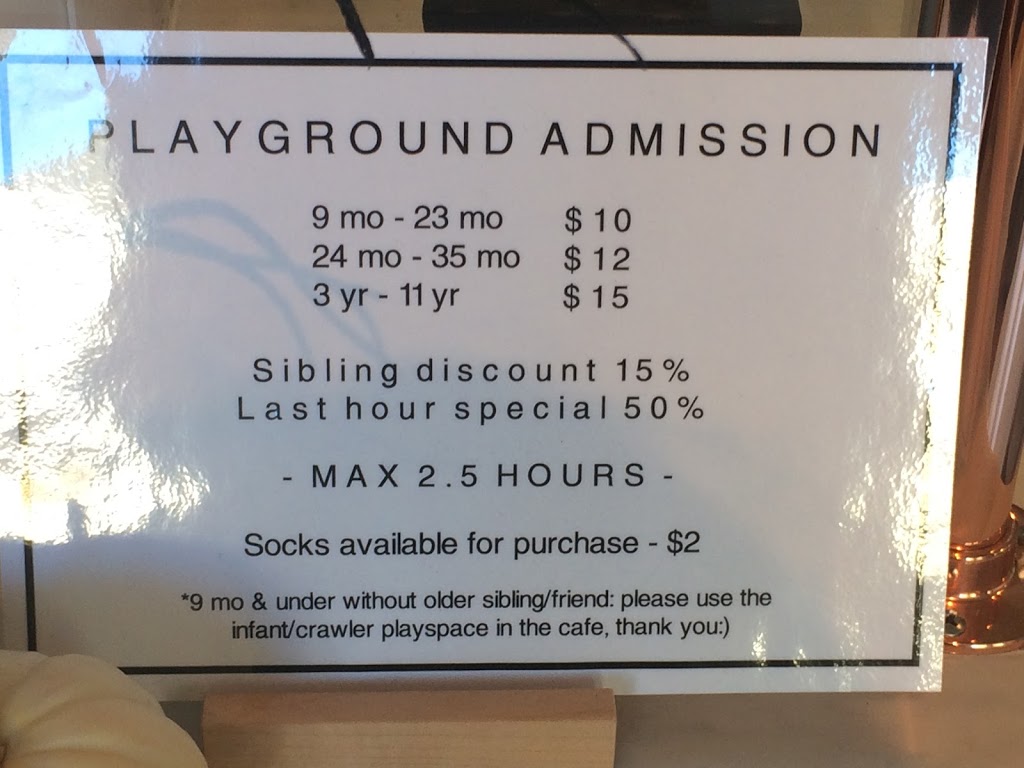 PLAYGROUND ADMISSION
9 mo - 23 mo $ 10
24 mo - 35 mo $ 12
3 yr - 11 yr $ 15
Sibling discount 15%
Last hour special 50%
- MAX 2.5 HOURS -
Socks available for purchase - $2
*9 mo & under without older sibling/friend: please use the
infant/crawler playspace in the cafe, thank you:)